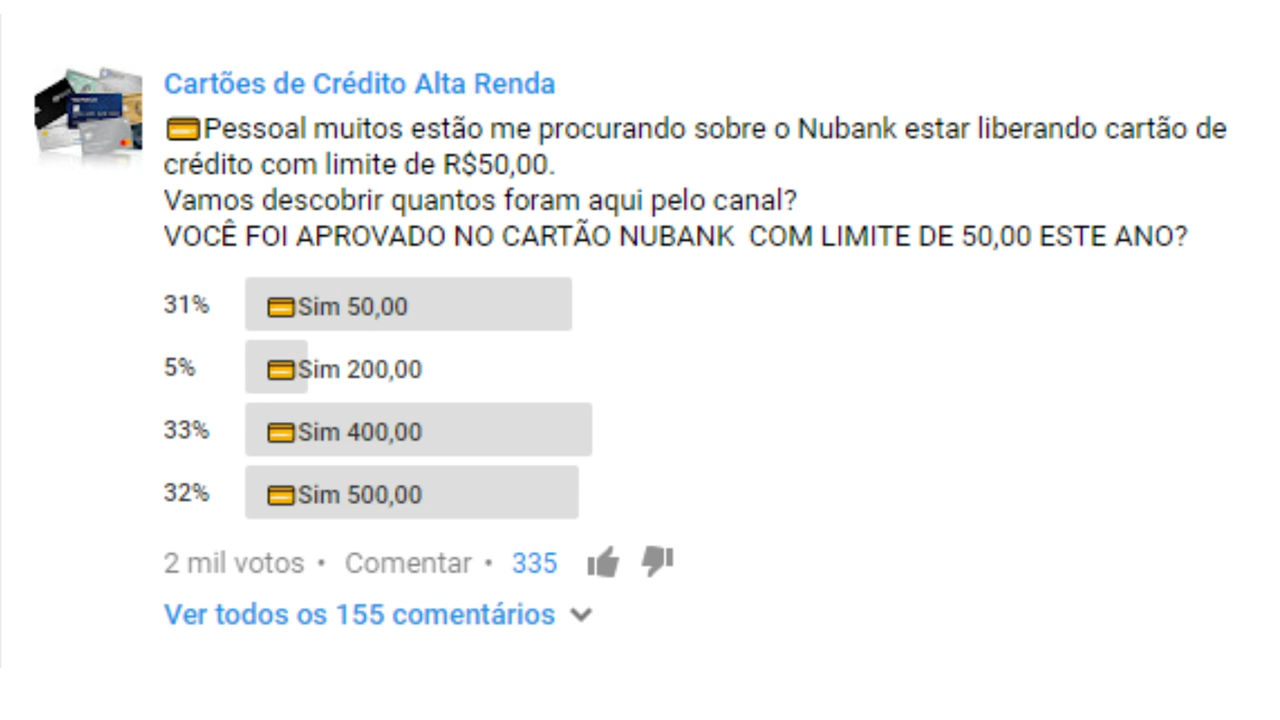 Cartões de Crédito Alta Renda
💳Pessoal muitos estão me procurando sobre o Nubank estar liberando cartão de
crédito com limite de R$50,00.
Vamos descobrir quantos foram aqui pelo canal?
VOCÊ FOI APROVADO NO CARTÃO NUBANK  COM LIMITE DE 50,00 ESTE ANO?
31% 💳Sim 50,00
5% 💳Sim 200,00
33% 💳Sim 400,00
32% 💳Sim 500,00
2 mil votos • Comentar • 335
Ver todos os 155 comentários